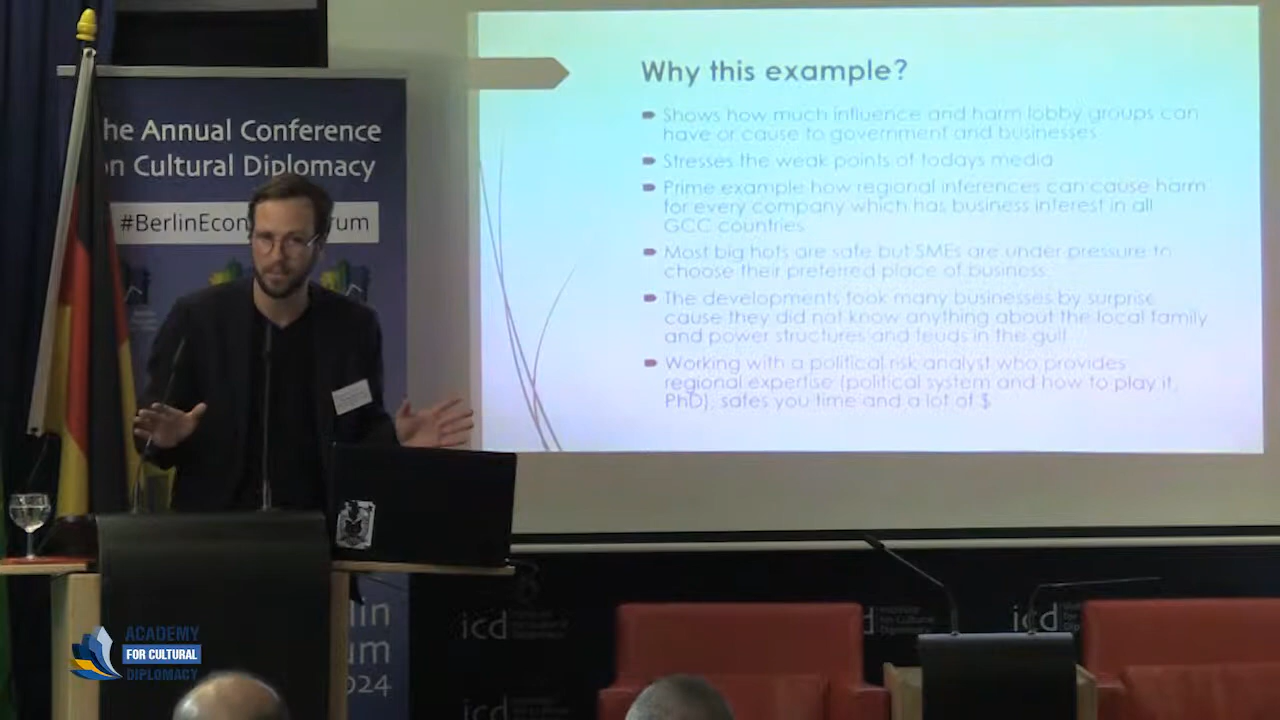 he Annual Conference
on Cultural Diplomacy
#BerlinEcon
rum
Why this example?
Shows how much influence and harm lobby groups can
have or cause to government and businesses
Stresses the weak points of todays media
Prime example how regional inferences can cause harm
for every company which has business interest in all
GCC countries
Most big hots are safe but SMEs are under pressure to
choose their preferred place of business
The developments took many businesses by surprise
cause they did not know anything about the local family
and power structures and feuds in the gulf
Working with a political risk analyst who provides
regional expertise (political system and how to play it,
PhD), safes you time and a lot of $
lin
um
024
icd
icd
icd
icd
ACADEMY
FOR CULTURAL
DIPLOMACY